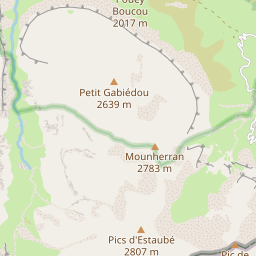 Pouey
Boucou
2017 m
Petit Gabiédou
2639 m
Mounherran
2783 m
Pics d'Estaubé
2807 m
Pic de